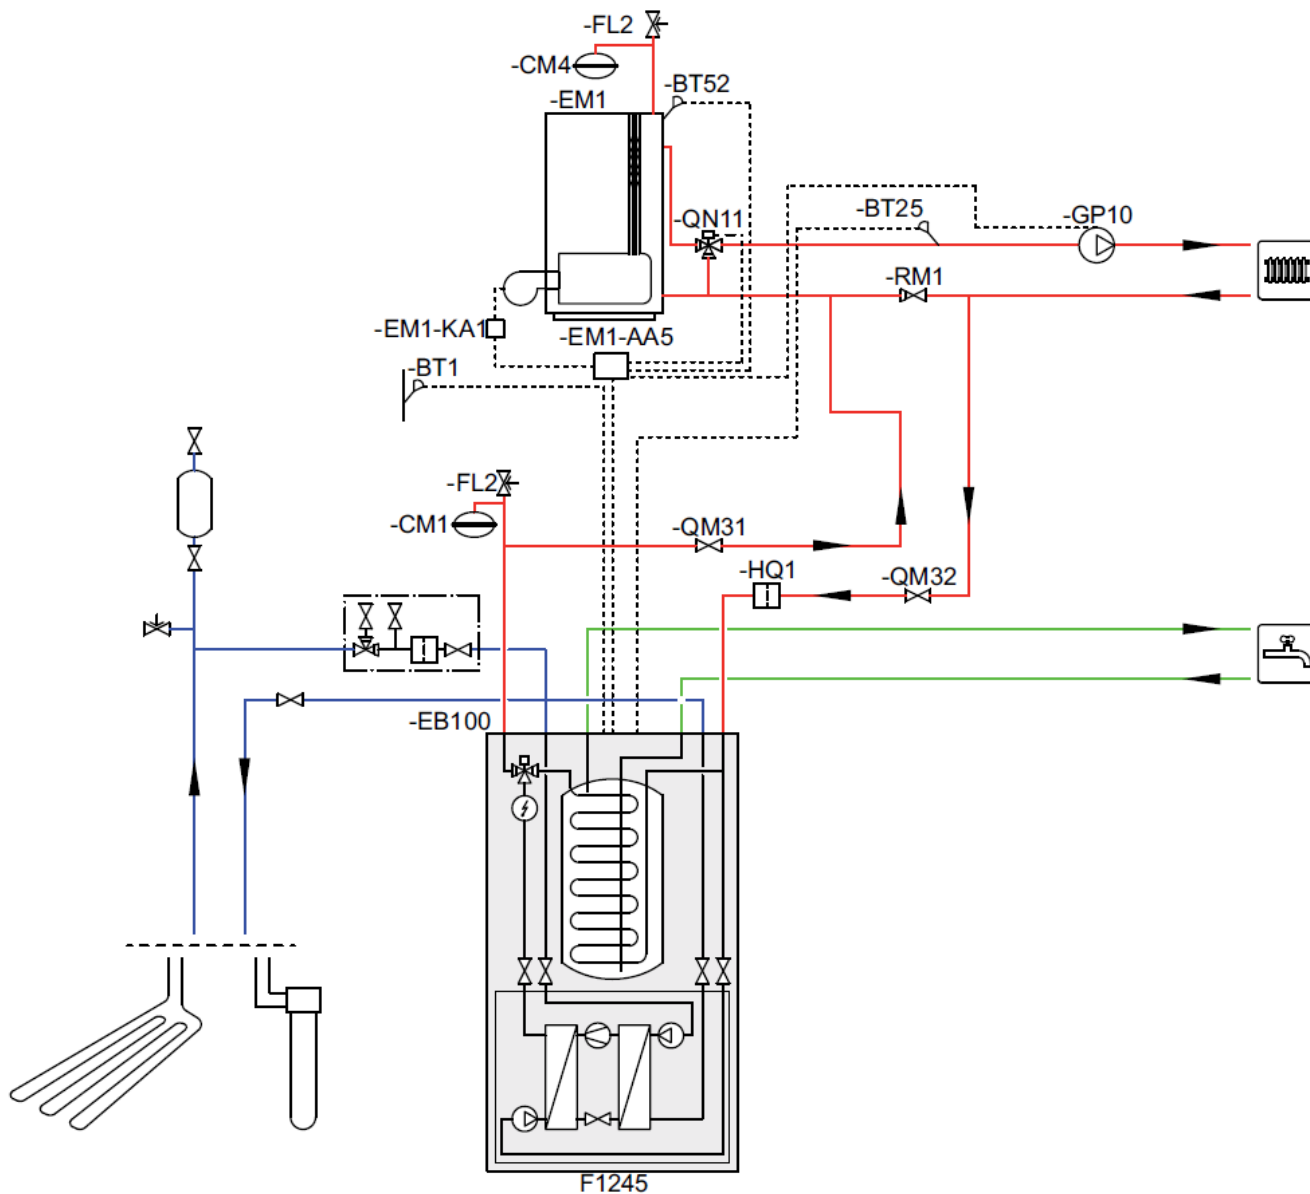 -FL2
-CM4
-BT52
-EM1
-QN11
-BT25
-GP10
-RM1
-EM1-KA1
-EM1-AA5
-BT1
-FL2
-CM1
-QM31
-HQ1
-QM32
-EB100
F1245